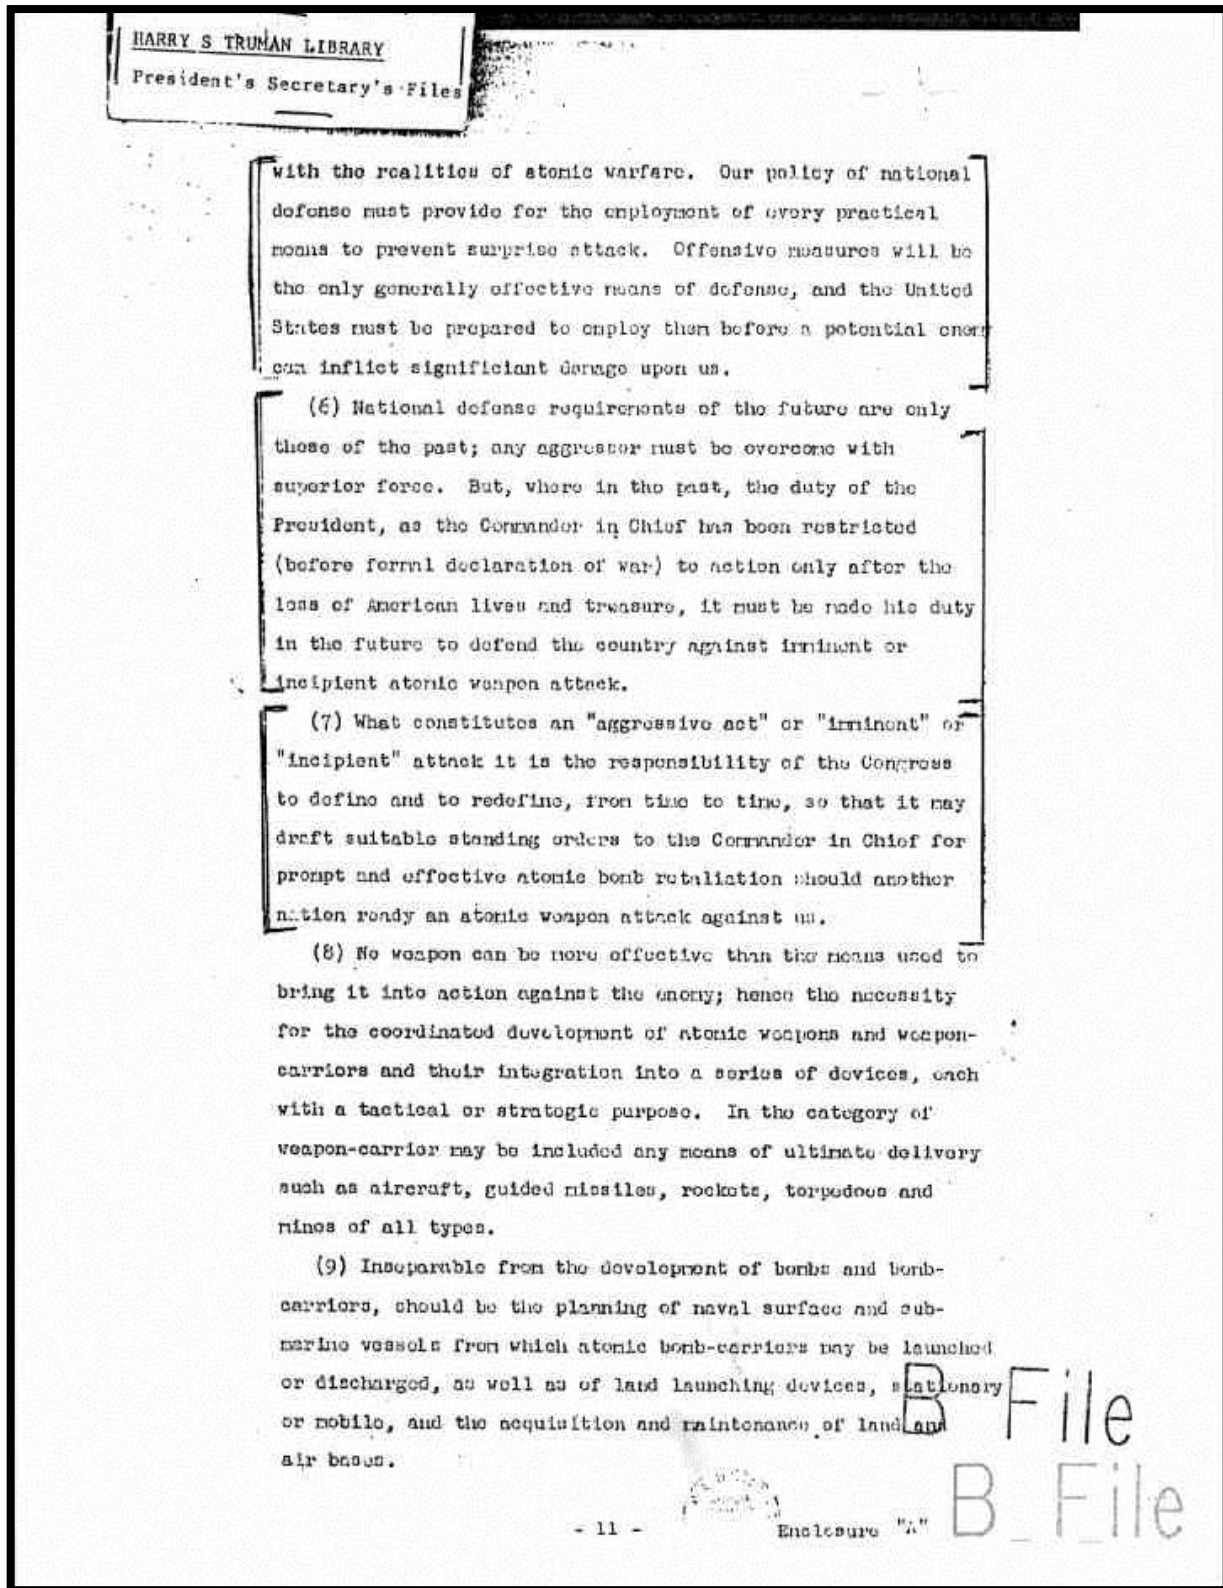 HARRY S TRUMAN LIBRARY
President's Secretary's Files
with the realities of atomic warfare. Our policy of national
defense must provide for the employment of every practical
means to prevent surprise attack. Offensive measures will be
the only generally effective means of defense, and the United
States must be prepared to employ them before a potential enemy
can inflict significiant damage upon us.
(6) National defense requirements of the future are only
those of the past; any aggressor must be overcome with
superior force. But, where in the past, the duty of the
President, as the Commander in Chief has been restricted
(before formal declaration of war) to action only after the
loss of American lives and treasure, it must be made his duty
in the future to defend the country against imminent or
incipient atomic weapon attack.
(7) What constitutes an "aggressive act" or "imminent" or
"incipient" attack it is the responsibility of the Congress
to define and to redefine, from time to time, so that it may
draft suitable standing orders to the Commander in Chief for
prompt and effective atomic bomb retaliation should another
nation ready an atomic weapon attack against us.
(8) No weapon can be more effective than the means used to
bring it into action against the enemy; hence the necessity
for the coordinated development of atomic weapons and weapon-
carriers and their integration into a series of devices, each
with a tactical or strategic purpose. In the category of
weapon-carrier may be included any means of ultimate delivery
such as aircraft, guided missiles, rockets, torpedoes and
mines of all types.
(9) Inseparable from the development of bombs and bomb-
carriers, should be the planning of naval surface and sub-
marine vessels from which atomic bomb-carriers may be launched
or discharged, as well as of land launching devices, stationary
or mobile, and the acquisition and maintenance of land and
air bases.
B File
B File
- 11 -
Enclosure "A"